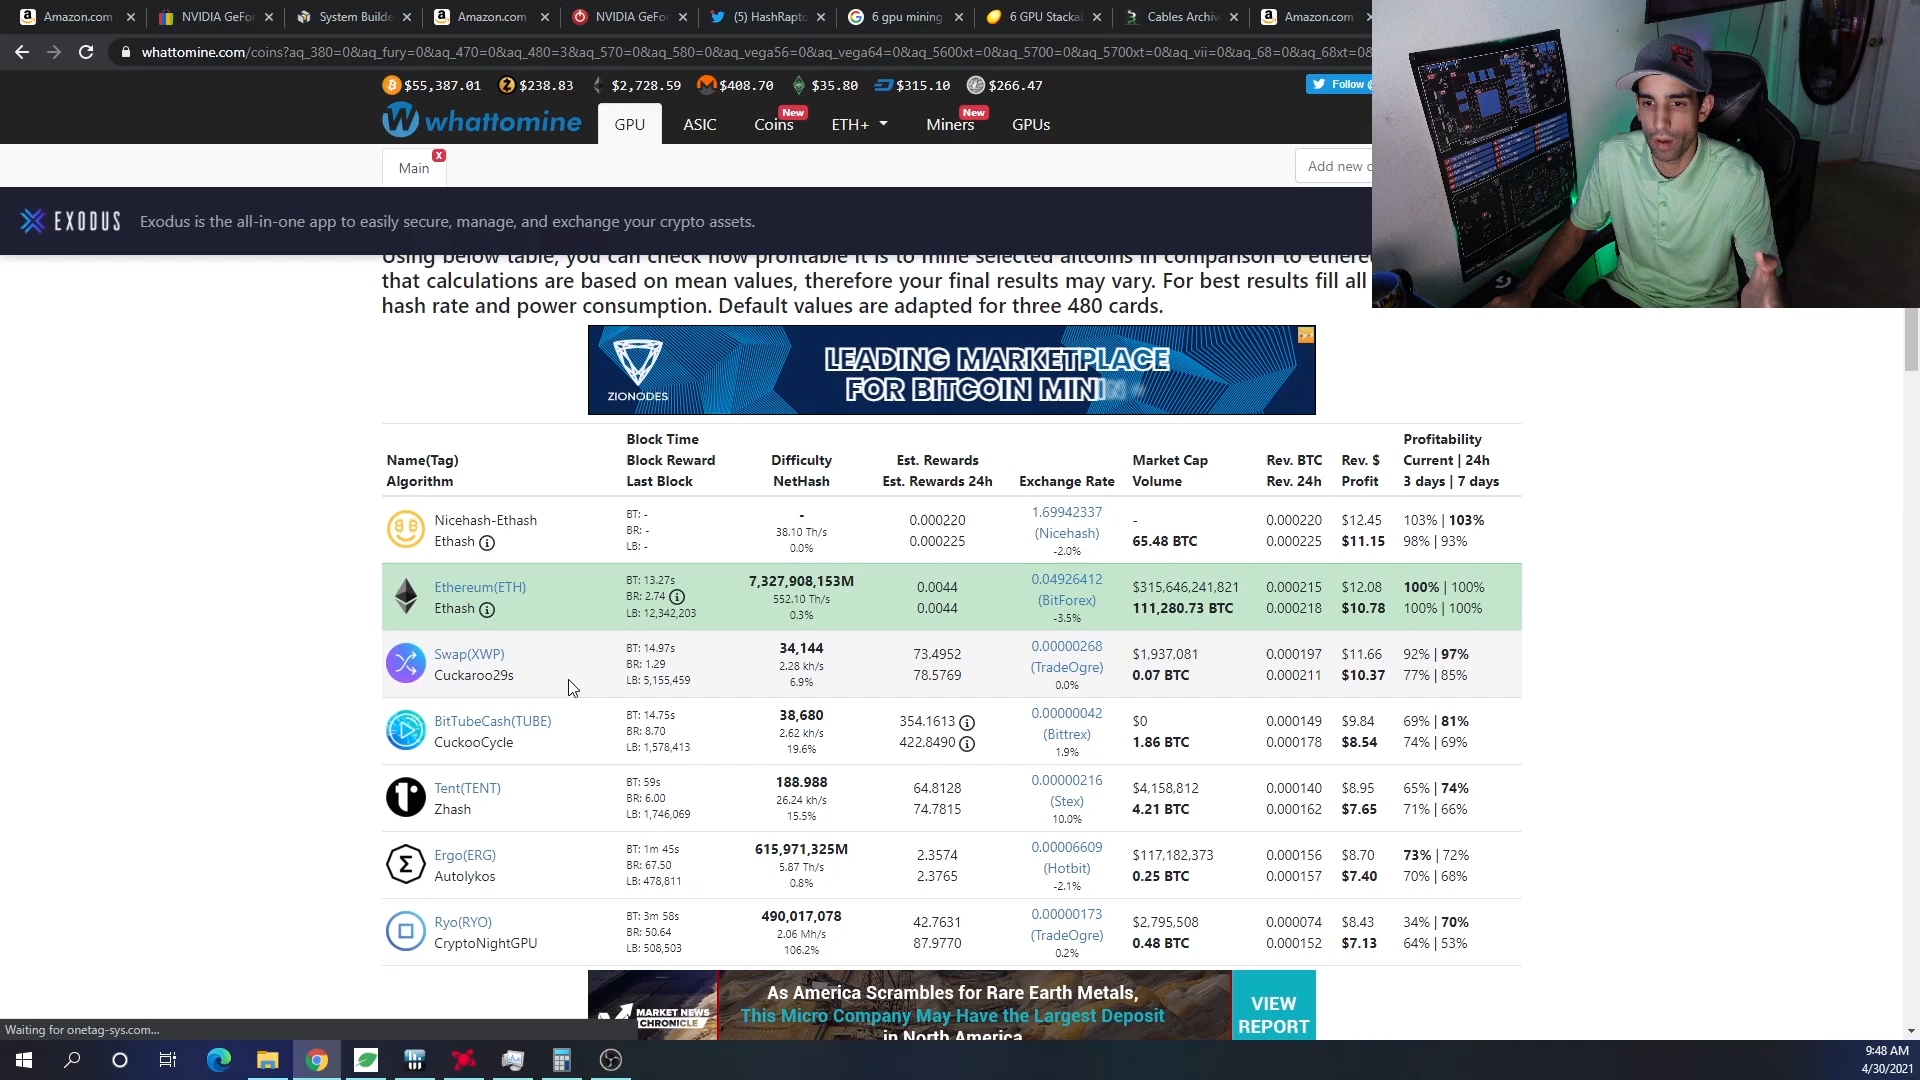 Amazon.com
NVIDIA GeFo
System Builde
Amazon.com
NVIDIA GeFo
(5) HashRapto
6 gpu mining
6 GPU Stacka
Cables Archiv
Amazon.com
whattomine.com/coins?aq_380=0&aq_fury=0&aq_470=0&aq_480=3&aq_570=0&aq_580=0&aq_vega56=0&aq_vega64=0&aq_5600xt=0&aq_5700=0&aq_5700xt=0&aq_vii=0&aq_68=0&aq_68xt=0&
$55,387.01 $238.83 $2,728.59 $408.70 $35.80 $315.10 $266.47
Follow
whattomine
GPU
ASIC
Coins
New
ETH+
Miners
New
GPUs
Main
x
Add new c
EXODUS
Exodus is the all-in-one app to easily secure, manage, and exchange your crypto assets.
Using below table, you can check how profitable it is to mine selected altcoins in comparison to ethere
that calculations are based on mean values, therefore your final results may vary. For best results fill all
hash rate and power consumption. Default values are adapted for three 480 cards.
ZIONODES
LEADING MARKETPLACE
FOR BITCOIN MININ
Name(Tag)
Algorithm
Block Time
Block Reward
Last Block
Difficulty
NetHash
Est. Rewards
Est. Rewards 24h
Exchange Rate
Market Cap
Volume
Rev. BTC
Rev. 24h
Rev. $
Profit
Profitability
Current | 24h
3 days | 7 days
Nicehash-Ethash
Ethash
BT: -
BR: -
LB: -
-
38.10 Th/s
0.0%
0.000220
0.000225
1.69942337
(Nicehash)
-2.0%
-
65.48 BTC
0.000220
0.000225
$12.45
$11.15
103% | 103%
98% | 93%
Ethereum(ETH)
Ethash
BT: 13.27s
BR: 2.74
LB: 12,342,203
7,327,908,153M
552.10 Th/s
0.3%
0.0044
0.0044
0.04926412
(BitForex)
-3.5%
$315,646,241,821
111,280.73 BTC
0.000215
0.000218
$12.08
$10.78
100% | 100%
100% | 100%
Swap(XWP)
Cuckaroo29s
BT: 14.97s
BR: 1.29
LB: 5,155,459
34,144
2.28 kh/s
6.9%
73.4952
78.5769
0.00000268
(TradeOgre)
0.0%
$1,937,081
0.07 BTC
0.000197
0.000211
$11.66
$10.37
92% | 97%
77% | 85%
BitTubeCash(TUBE)
CuckooCycle
BT: 14.75s
BR: 8.70
LB: 1,578,413
38,680
2.62 kh/s
19.6%
354.1613
422.8490
0.00000042
(Bittrex)
1.9%
$0
1.86 BTC
0.000149
0.000178
$9.84
$8.54
69% | 81%
74% | 69%
Tent(TENT)
Zhash
BT: 59s
BR: 6.00
LB: 1,746,069
188.988
26.24 kh/s
15.5%
64.8128
74.7815
0.00000216
(Stex)
10.0%
$4,158,812
4.21 BTC
0.000140
0.000162
$8.95
$7.65
65% | 74%
71% | 66%
Ergo(ERG)
Autolykos
BT: 1m 45s
BR: 67.50
LB: 478,811
615,971,325M
5.87 Th/s
0.8%
2.3574
2.3765
0.00006609
(Hotbit)
-2.1%
$117,182,373
0.25 BTC
0.000156
0.000157
$8.70
$7.40
73% | 72%
70% | 68%
Ryo(RYO)
CryptoNightGPU
BT: 3m 58s
BR: 50.64
LB: 508,503
490,017,078
2.06 Mh/s
106.2%
42.7631
87.9770
0.00000173
(TradeOgre)
0.2%
$2,795,508
0.48 BTC
0.000074
0.000152
$8.43
$7.13
34% | 70%
64% | 53%
MARKET NEWS
CHRONICLE
As America Scrambles for Rare Earth Metals,
This Micro Company May Have the Largest Deposit
in North America
VIEW
REPORT
Waiting for onetag-sys.com...
9:48 AM
4/30/2021